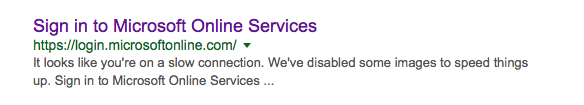 Sign in to Microsoft Online Services
https://login.microsoftonline.com/
It looks like you're on a slow connection. We've disabled some images to speed things
up. Sign in to Microsoft Online Services ...